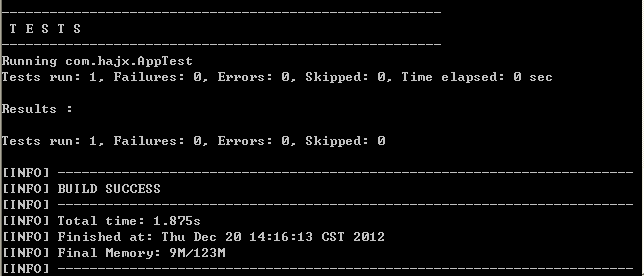 -------------------------------------------------------
 T E S T S
-------------------------------------------------------
Running com.hajx.AppTest
Tests run: 1, Failures: 0, Errors: 0, Skipped: 0, Time elapsed: 0 sec

Results :

Tests run: 1, Failures: 0, Errors: 0, Skipped: 0

[INFO] ------------------------------------------------------------------------
[INFO] BUILD SUCCESS
[INFO] ------------------------------------------------------------------------
[INFO] Total time: 1.875s
[INFO] Finished at: Thu Dec 20 14:16:13 CST 2012
[INFO] Final Memory: 9M/123M
[INFO] ------------------------------------------------------------------------